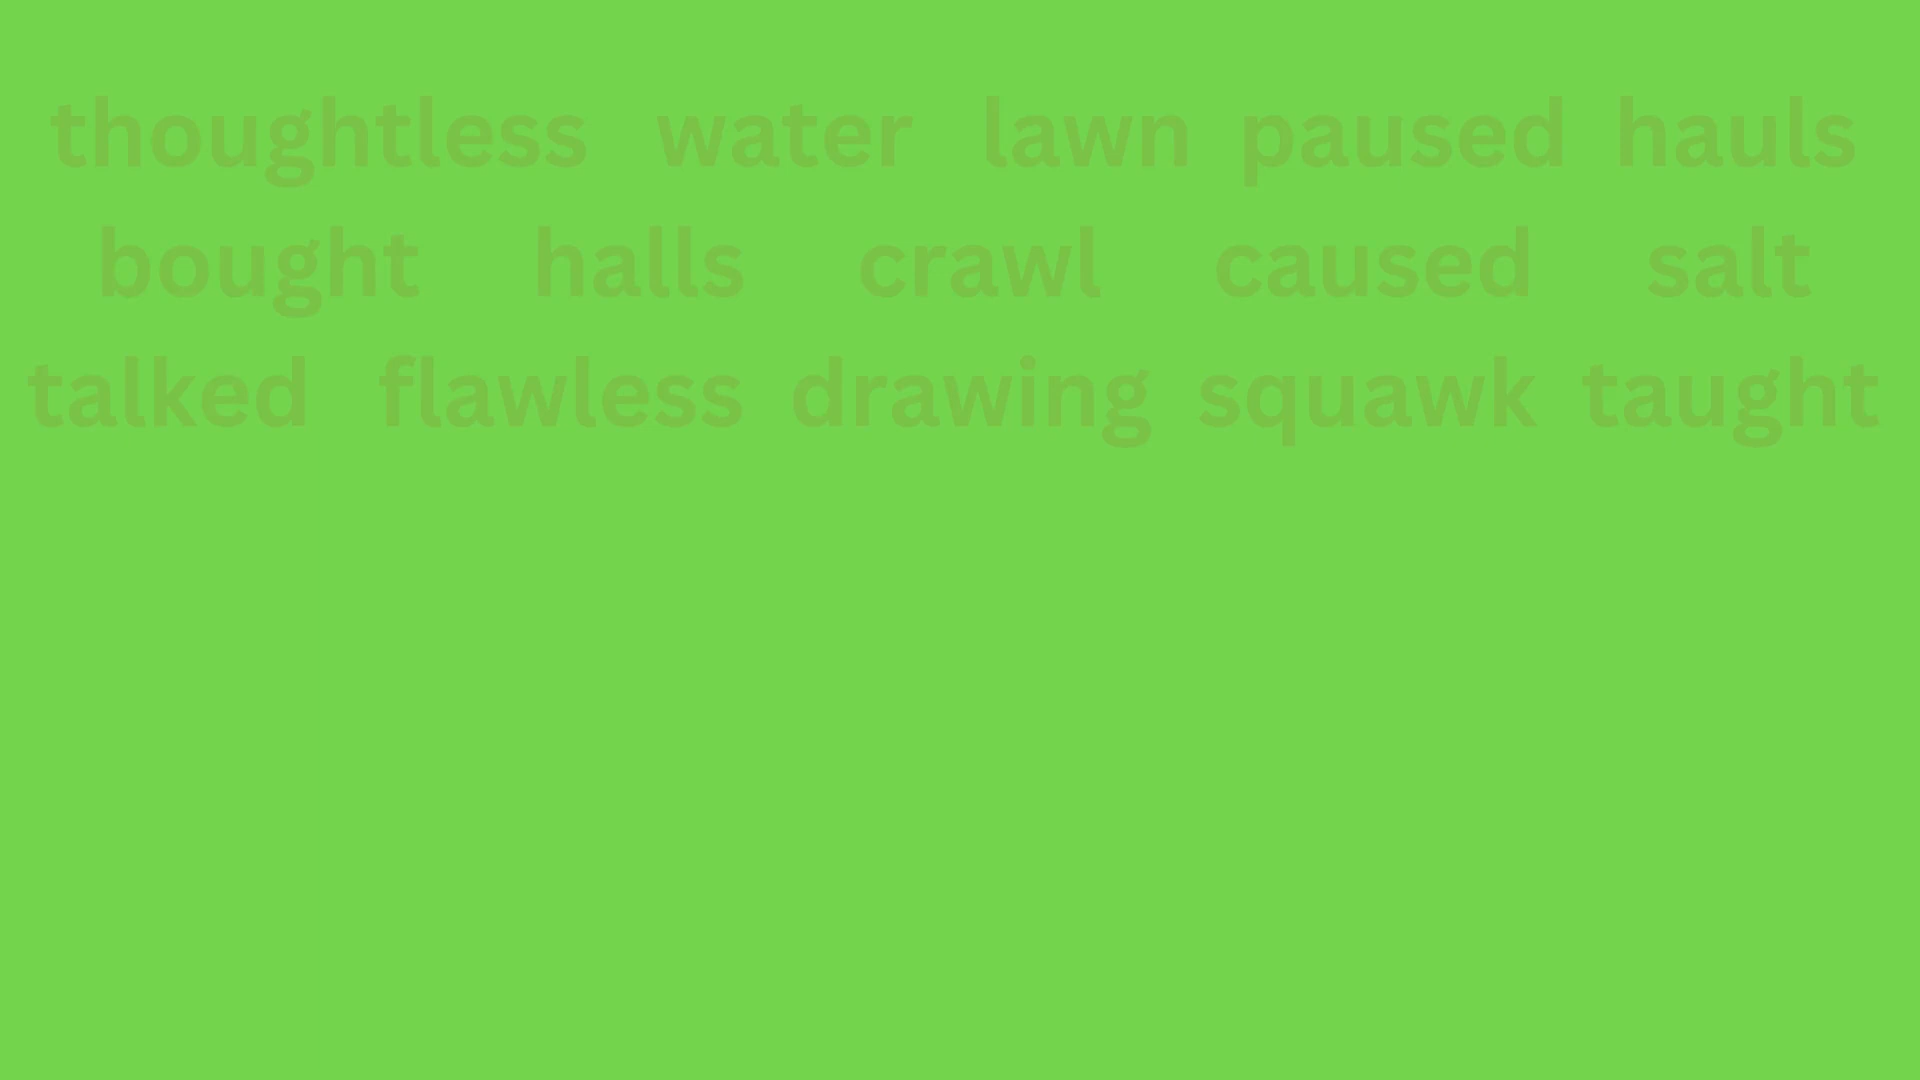 thoughtless water lawn paused hauls
bought halls crawl caused salt
talked flawless drawing squawk taught